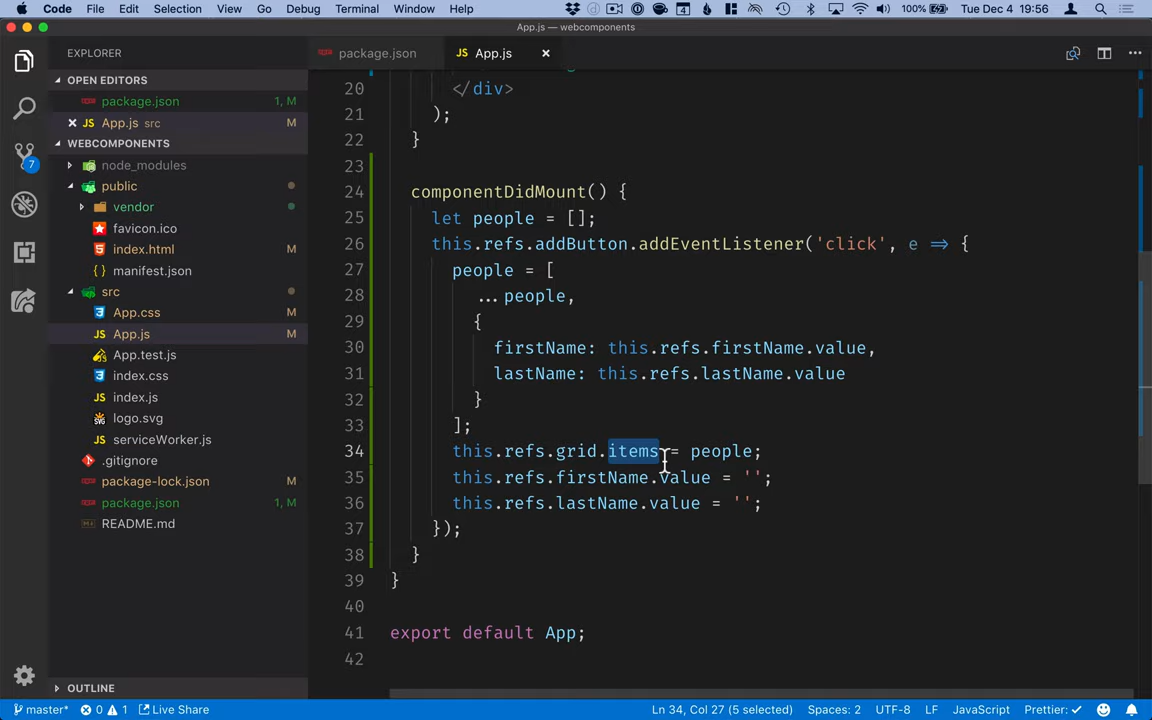 Code File Edit Selection View Go Debug Terminal Window Help 4 100% Tue Dec 4 19:56
App.js — webcomponents
EXPLORER
package.json
JS App.js
OPEN EDITORS
package.json 1, M
JS App.js src M
WEBCOMPONENTS
node_modules
public
vendor
favicon.ico
index.html M
manifest.json
src
App.css M
JS App.js M
App.test.js
index.css
JS index.js
logo.svg
serviceWorker.js
.gitignore
package-lock.json M
package.json 1, M
README.md
OUTLINE
7
20 </div>
21 );
22 }
23
24 componentDidMount() {
25 let people = [];
26 this.refs.addButton.addEventListener('click', e => {
27 people = [
28 ...people,
29 {
30 firstName: this.refs.firstName.value,
31 lastName: this.refs.lastName.value
32 }
33 ];
34 this.refs.grid.items = people;
35 this.refs.firstName.value = '';
36 this.refs.lastName.value = '';
37 });
38 }
39 }
40
41 export default App;
42
master* 0 1 Live Share Ln 34, Col 27 (5 selected) Spaces: 2 UTF-8 LF JavaScript Prettier: ✓